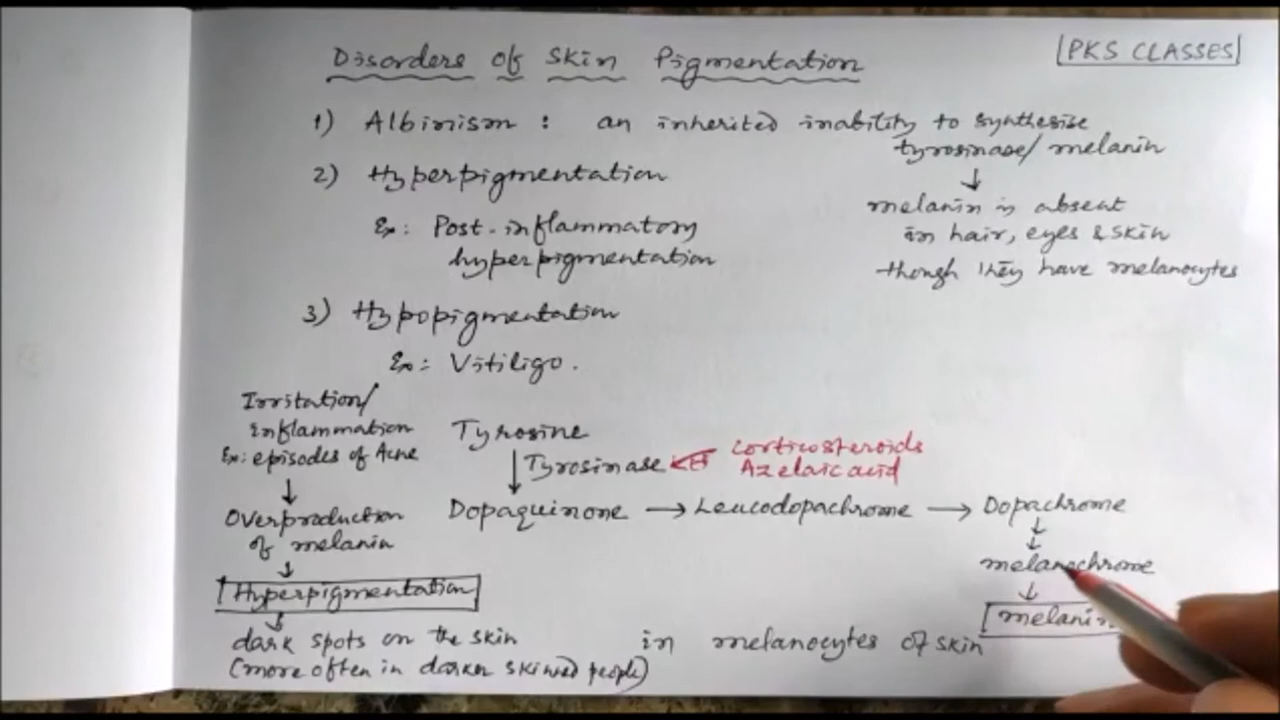 Disorders of Skin Pigmentation
PKS CLASSES
1) Albinism : an inherited inability to synthesise
tyrosinase/ melanin
↓
melanin is absent
in hair, eyes & skin
though they have melanocytes
2) Hyperpigmentation
Ex: Post-inflammatory
hyperpigmentation
3) Hypopigmentation
Ex: Vitiligo.
Irritation/
inflammation
Ex: episodes of Acne
↓
Overproduction
of melanin
↓
Hyperpigmentation
↓
dark spots on the skin
(more often in darker skinned people)
Tyrosine
↓ Tyrosinase ← ⊖ corticosteroids
Azelaic acid
Dopaquinone → Leucodopachrome → Dopachrome
↓
↓
melanochrome
↓
melanin
in melanocytes of skin